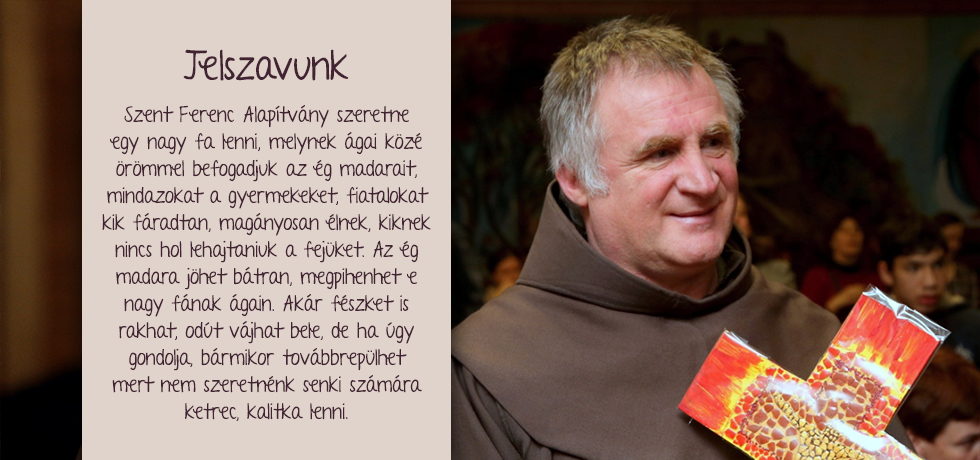 Jelszavunk
Szent Ferenc Alapítvány szeretne
egy nagy fa lenni, melynek ágai közé
örömmel befogadjuk az ég madarait,
mindazokat a gyermekeket, fiatalokat
kik fáradtan, magányosan élnek, kiknek
nincs hol lehajtaniuk a fejüket. Az ég
madara jöhet bátran, megpihenhet e
nagy fának ágain. Akár fészket is
rakhat, odút vájhat bele, de ha úgy
gondolja, bármikor továbbrepülhet
mert nem szeretnénk senki számára
ketrec, kalitka lenni.